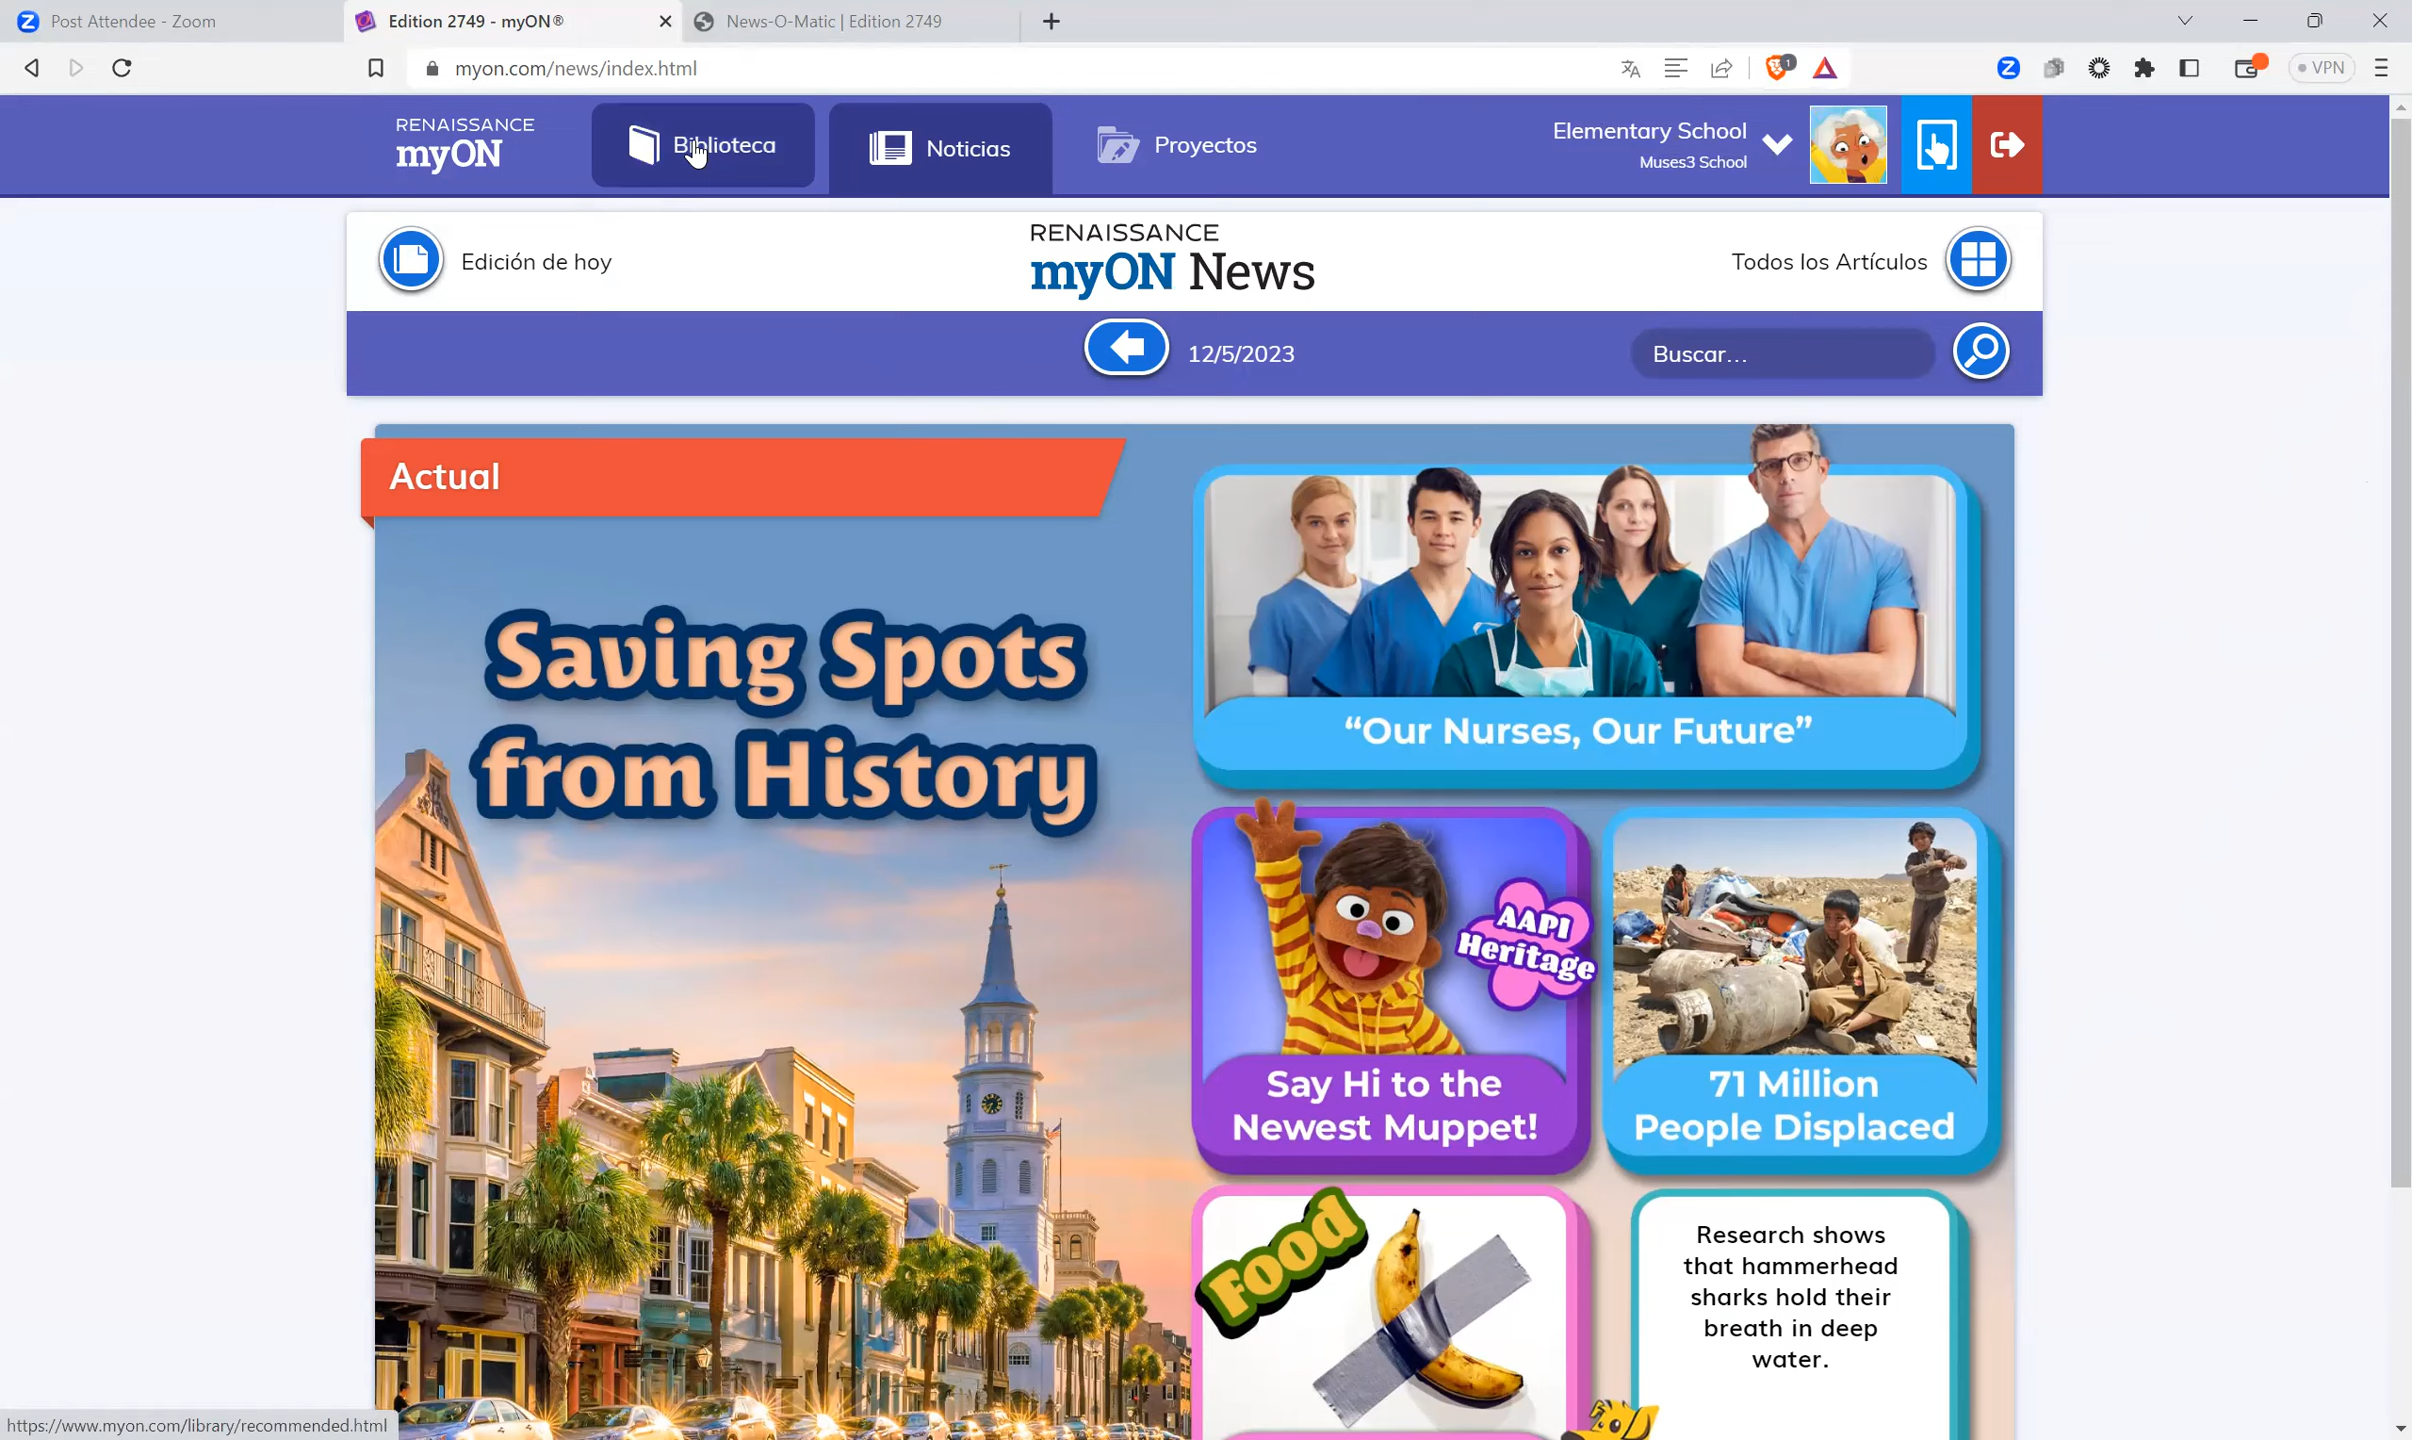 Post Attendee - Zoom
Edition 2749 - myON®
News-O-Matic | Edition 2749
myon.com/news/index.html
1
VPN
RENAISSANCE
myON
Biblioteca
Noticias
Proyectos
Elementary School
Muses3 School
Edición de hoy
RENAISSANCE
myON News
Todos los Artículos
12/5/2023
Buscar...
Actual
Saving Spots
from History
“Our Nurses, Our Future”
AAPI
Heritage
Say Hi to the
Newest Muppet!
71 Million
People Displaced
FOOD
Research shows
that hammerhead
sharks hold their
breath in deep
water.
https://www.myon.com/library/recommended.html